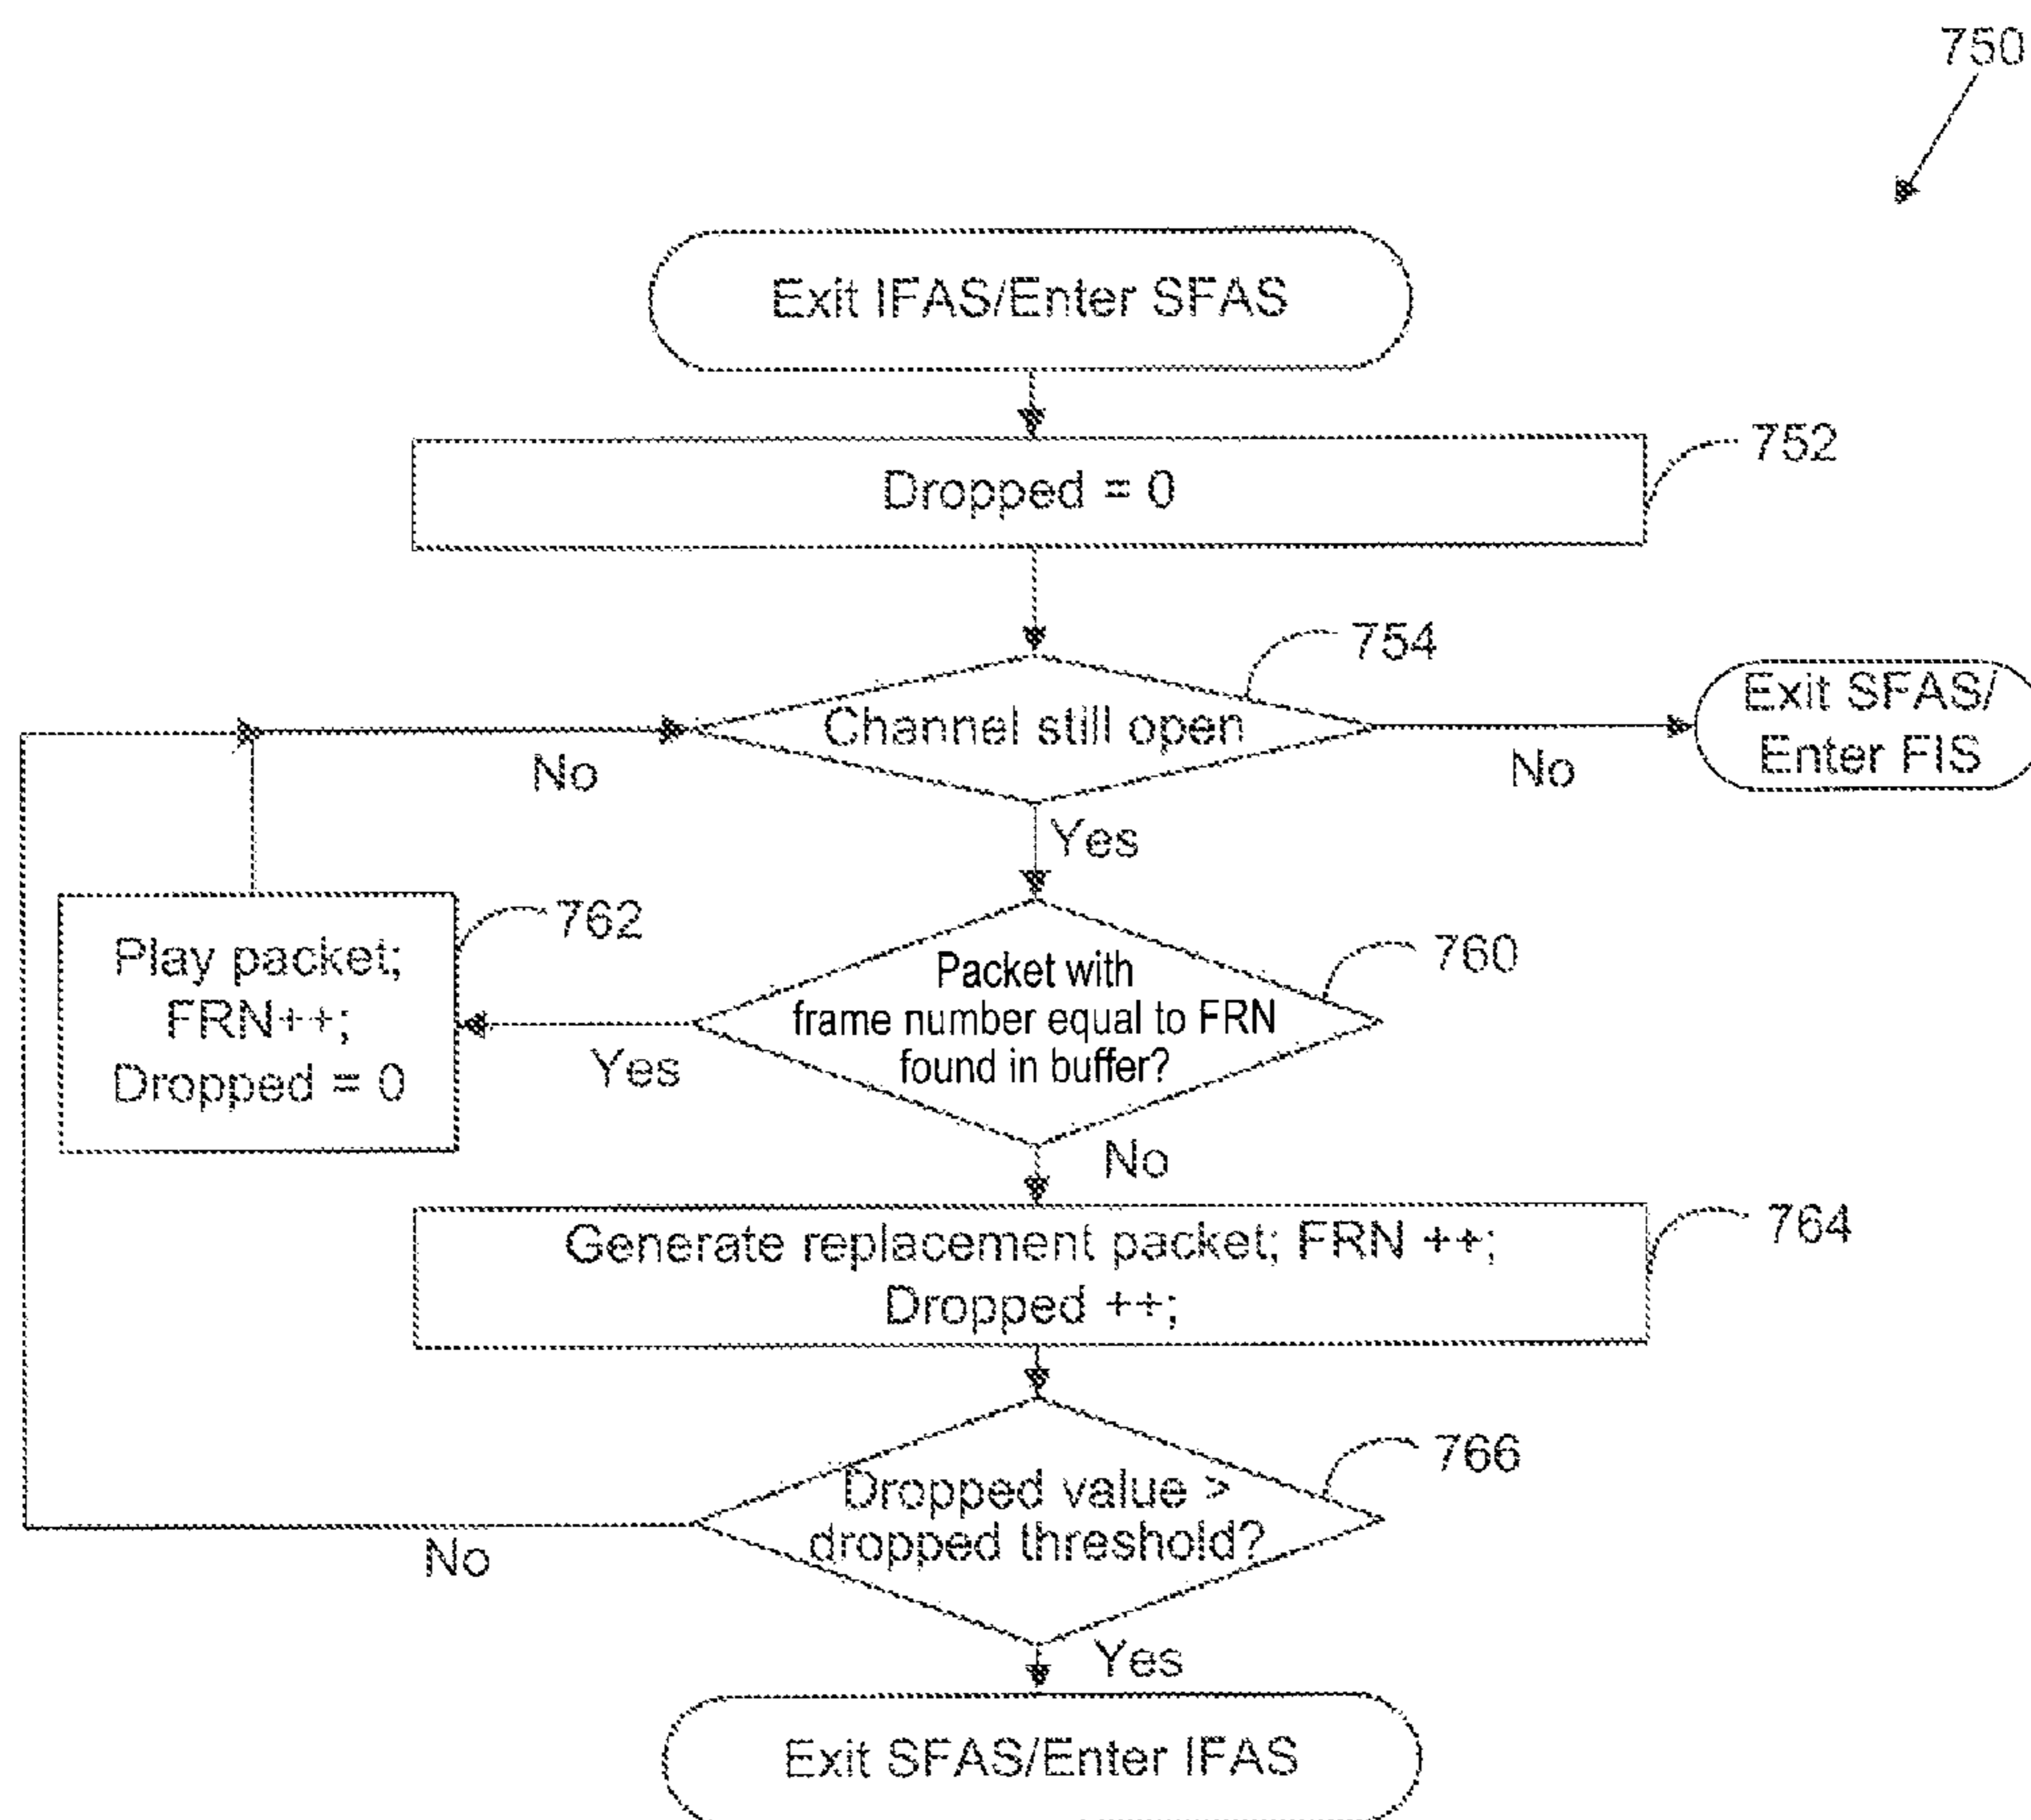 750
Exit IFAS/Enter SFAS
Dropped = 0
752
754
Channel still open
No
No
Exit SFAS/
Enter FIS
Yes
762
Play packet;
FRN++;
Dropped = 0
760
Packet with
frame number equal to FRN
found in buffer?
Yes
No
Generate replacement packet; FRN ++;
Dropped ++;
764
766
Dropped value >
dropped threshold?
No
Yes
Exit SFAS/Enter IFAS